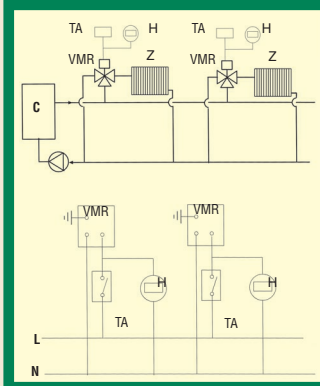 TA H TA H
VMR Z VMR Z
C
VMR VMR
H H
TA TA
L
N